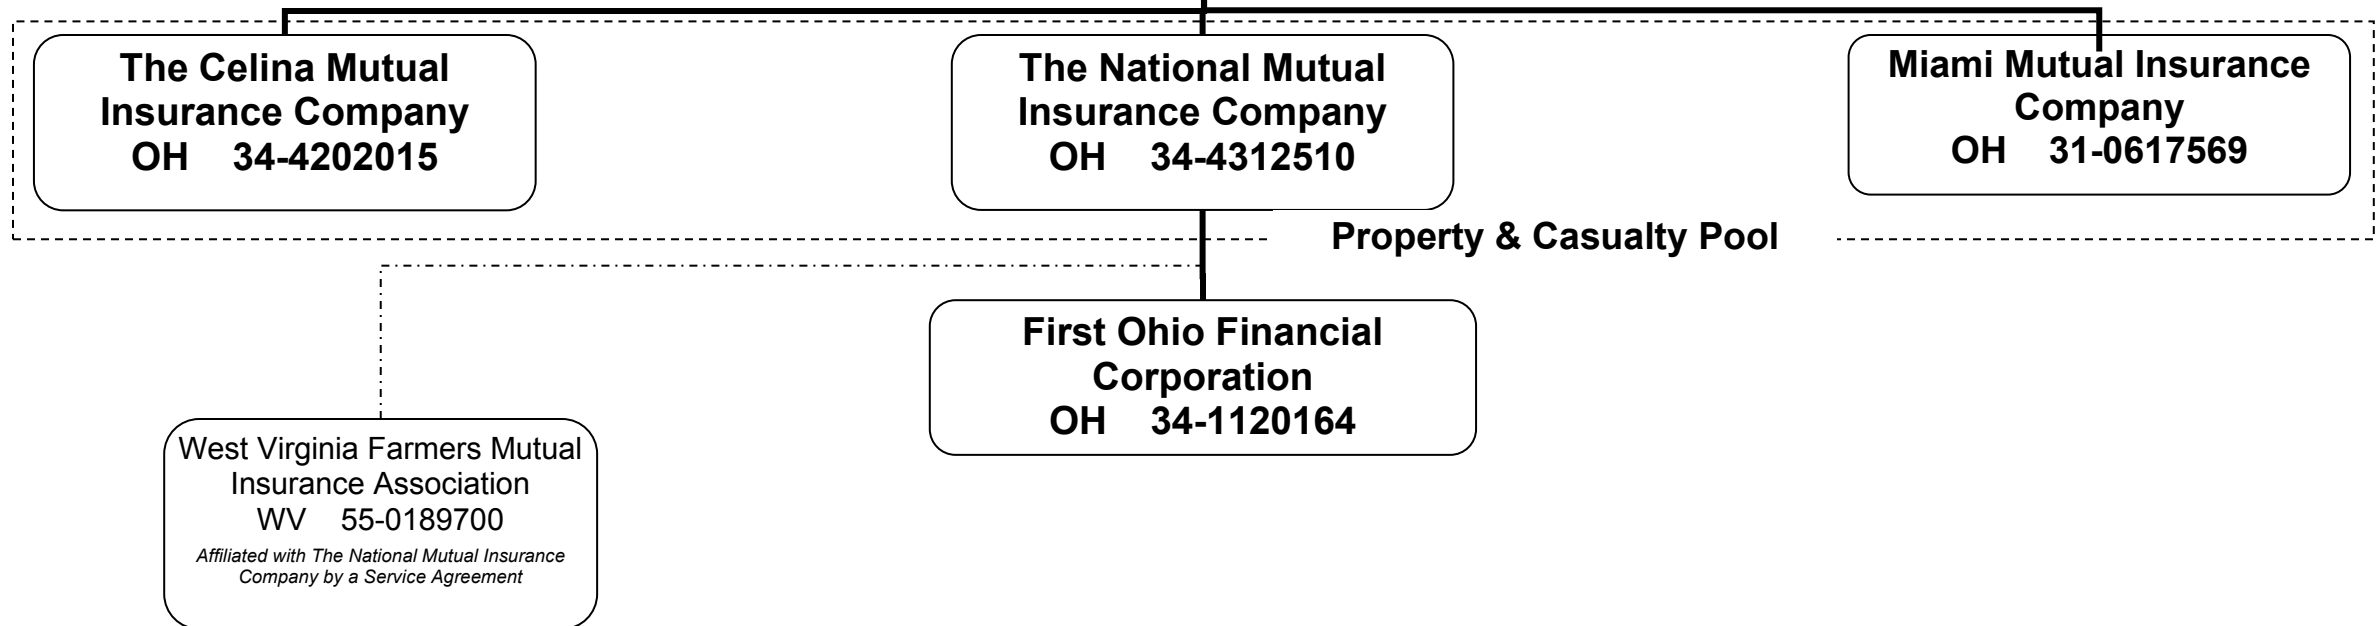 The Celina Mutual
Insurance Company
OH 34-4202015
The National Mutual
Insurance Company
OH 34-4312510
Miami Mutual Insurance
Company
OH 31-0617569
Property & Casualty Pool
First Ohio Financial
Corporation
OH 34-1120164
West Virginia Farmers Mutual
Insurance Association
WV 55-0189700
Affiliated with The National Mutual Insurance
Company by a Service Agreement